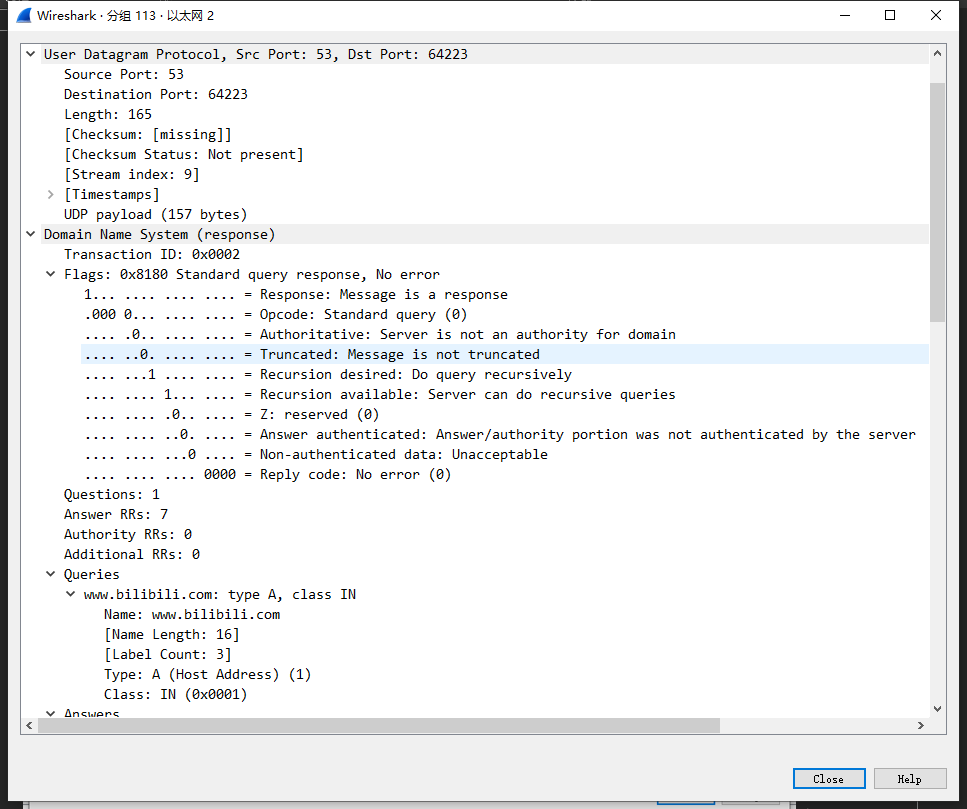 Wireshark · 分组 113 · 以太网 2
User Datagram Protocol, Src Port: 53, Dst Port: 64223
Source Port: 53
Destination Port: 64223
Length: 165
[Checksum: [missing]]
[Checksum Status: Not present]
[Stream index: 9]
[Timestamps]
UDP payload (157 bytes)
Domain Name System (response)
Transaction ID: 0x0002
Flags: 0x8180 Standard query response, No error
1... .... .... .... = Response: Message is a response
.000 0... .... .... = Opcode: Standard query (0)
.... .0.. .... .... = Authoritative: Server is not an authority for domain
.... ..0. .... .... = Truncated: Message is not truncated
.... ...1 .... .... = Recursion desired: Do query recursively
.... .... 1... .... = Recursion available: Server can do recursive queries
.... .... .0.. .... = Z: reserved (0)
.... .... ..0. .... = Answer authenticated: Answer/authority portion was not authenticated by the server
.... .... ...0 .... = Non-authenticated data: Unacceptable
.... .... .... 0000 = Reply code: No error (0)
Questions: 1
Answer RRs: 7
Authority RRs: 0
Additional RRs: 0
Queries
www.bilibili.com: type A, class IN
Name: www.bilibili.com
[Name Length: 16]
[Label Count: 3]
Type: A (Host Address) (1)
Class: IN (0x0001)
Answers
Close Help